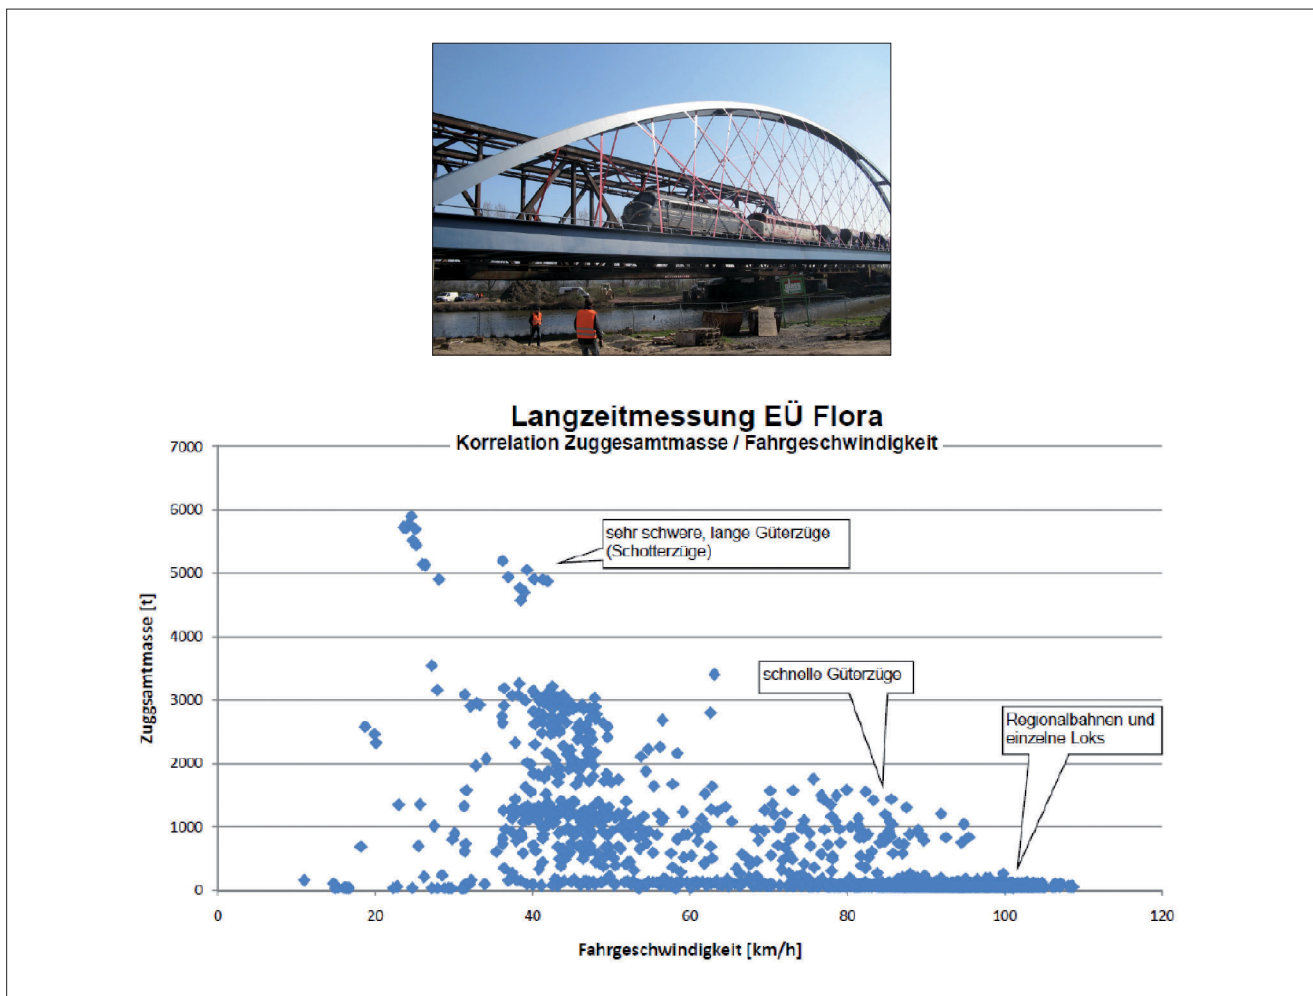 Langzeitmessung EÜ Flora
Korrelation Zuggesamtmasse / Fahrgeschwindigkeit
7000
6000
5000
4000
3000
2000
1000
0
Zuggsamtmasse [t]
sehr schwere, lange Güterzüge
(Schotterzüge)
schnelle Güterzüge
Regionalbahnen und
einzelne Loks
0 20 40 60 80 100 120
Fahrgeschwindigkeit [km/h]